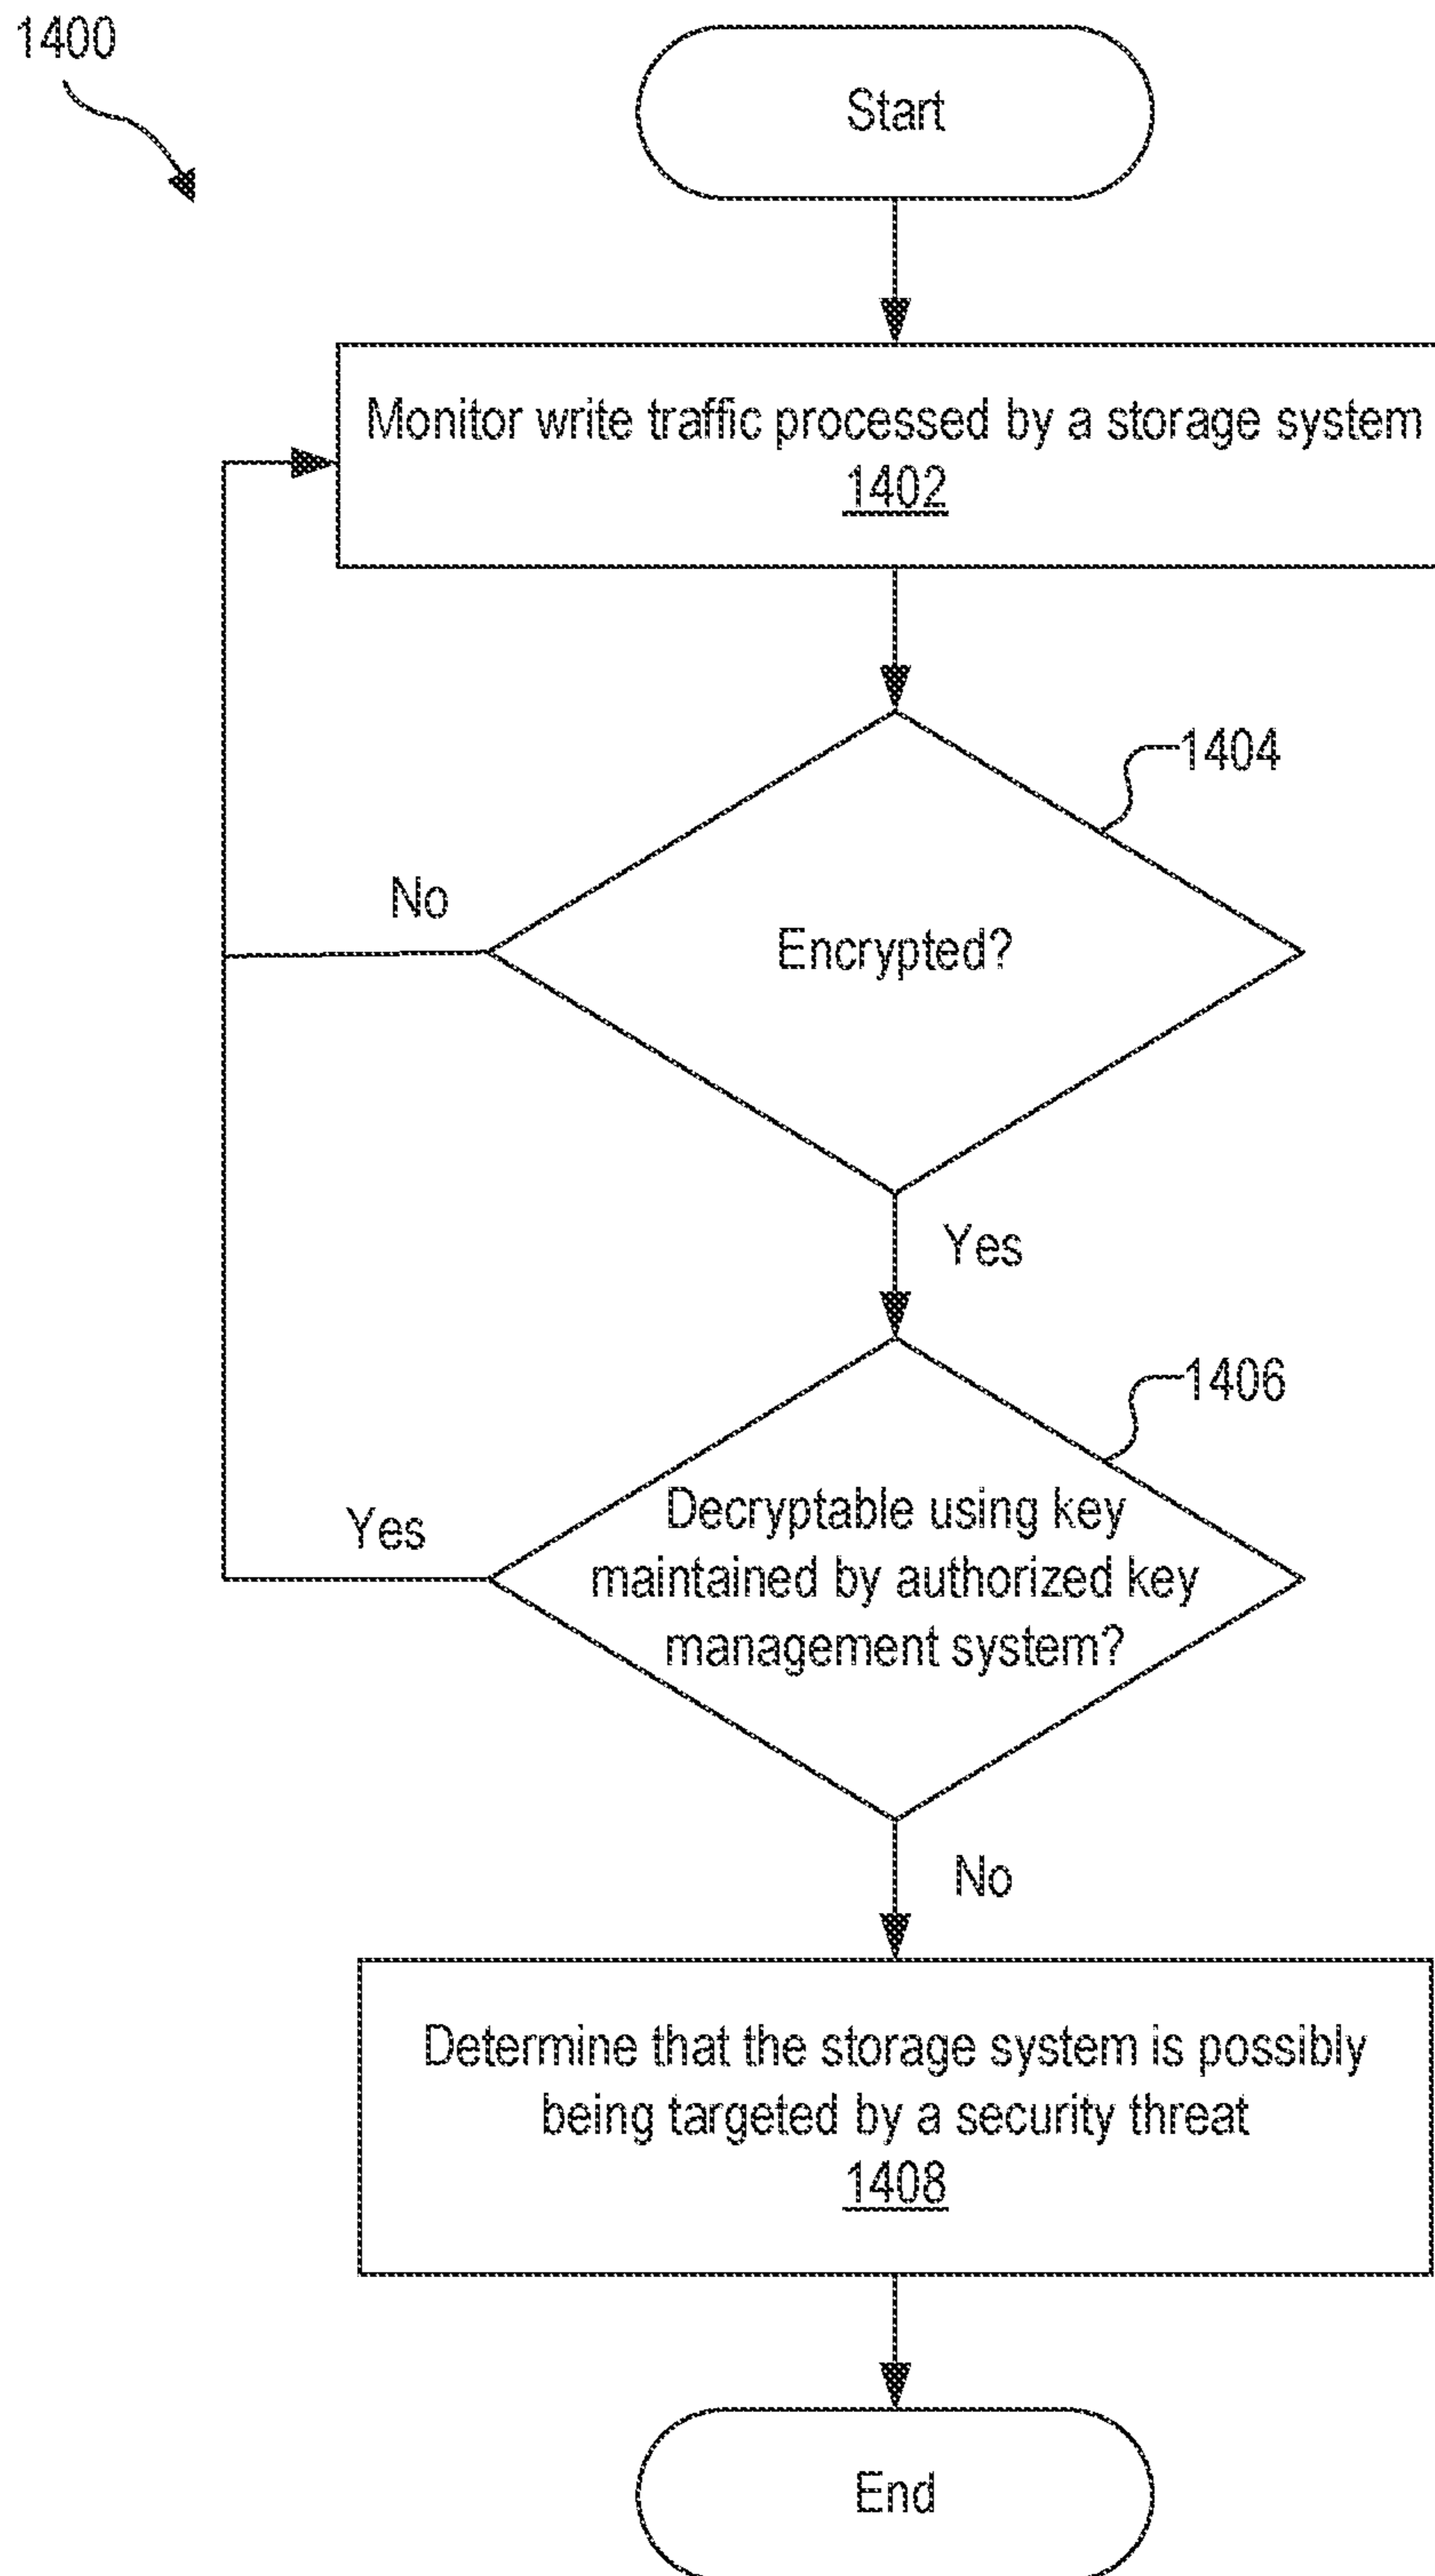 1400
Start
Monitor write traffic processed by a storage system
1402
1404
Encrypted?
No
Yes
1406
Decryptable using key
maintained by authorized key
management system?
Yes
No
Determine that the storage system is possibly
being targeted by a security threat
1408
End